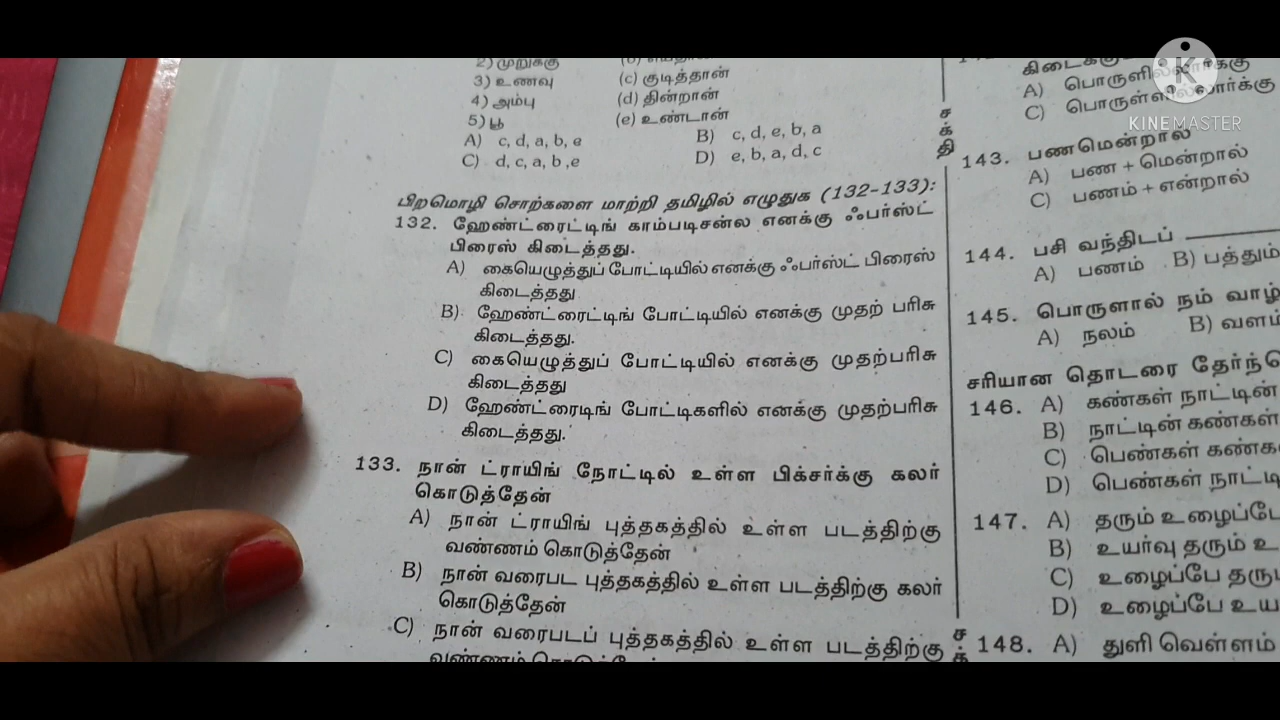 2) முறுக்கு
3) உணவு (c) குடித்தான்
4) அம்பு (d) தின்றான்
5) பூ (e) உண்டான்
A) c, d, a, b, e B) c, d, e, b, a
C) d, c, a, b ,e D) e, b, a, d, c
பிறமொழி சொற்களை மாற்றி தமிழில் எழுதுக (132-133):
132. ஹேண்ட்ரைட்டிங் காம்படிசன்ல எனக்கு ஃபர்ஸ்ட்
பிரைஸ் கிடைத்தது.
A) கையெழுத்துப் போட்டியில் எனக்கு ஃபர்ஸ்ட் பிரைஸ்
கிடைத்தது
B) ஹேண்ட்ரைட்டிங் போட்டியில் எனக்கு முதற் பரிசு
கிடைத்தது.
C) கையெழுத்துப் போட்டியில் எனக்கு முதற்பரிசு
கிடைத்தது
D) ஹேண்ட்ரைடிங் போட்டிகளில் எனக்கு முதற்பரிசு
கிடைத்தது.
133. நான் ட்ராயிங் நோட்டில் உள்ள பிக்சர்க்கு கலர்
கொடுத்தேன்
A) நான் ட்ராயிங் புத்தகத்தில் உள்ள படத்திற்கு
வண்ணம் கொடுத்தேன்
B) நான் வரைபட புத்தகத்தில் உள்ள படத்திற்கு கலர்
கொடுத்தேன்
C) நான் வரைபடப் புத்தகத்தில் உள்ள படத்திற்கு
சக்தி
A)
C)
143. பணமென்றால்
A) பண + மென்றால்
C) பணம் + என்றால்
144. பசி வந்திடப்
A) பணம் B) பத்தும்
145. பொருளால் நம்
A) நலம் B) வளம்
சரியான தொடரை
146. A) கண்கள் நாட்டின்
B) நாட்டின் கண்கள்
C) பெண்கள்
D) பெண்கள்
147. A) தரும்
B) உயர்வு தரும்
C) உழைப்பே
D) உழைப்பே
148. A) துளி வெள்ளம்
KINEMASTER